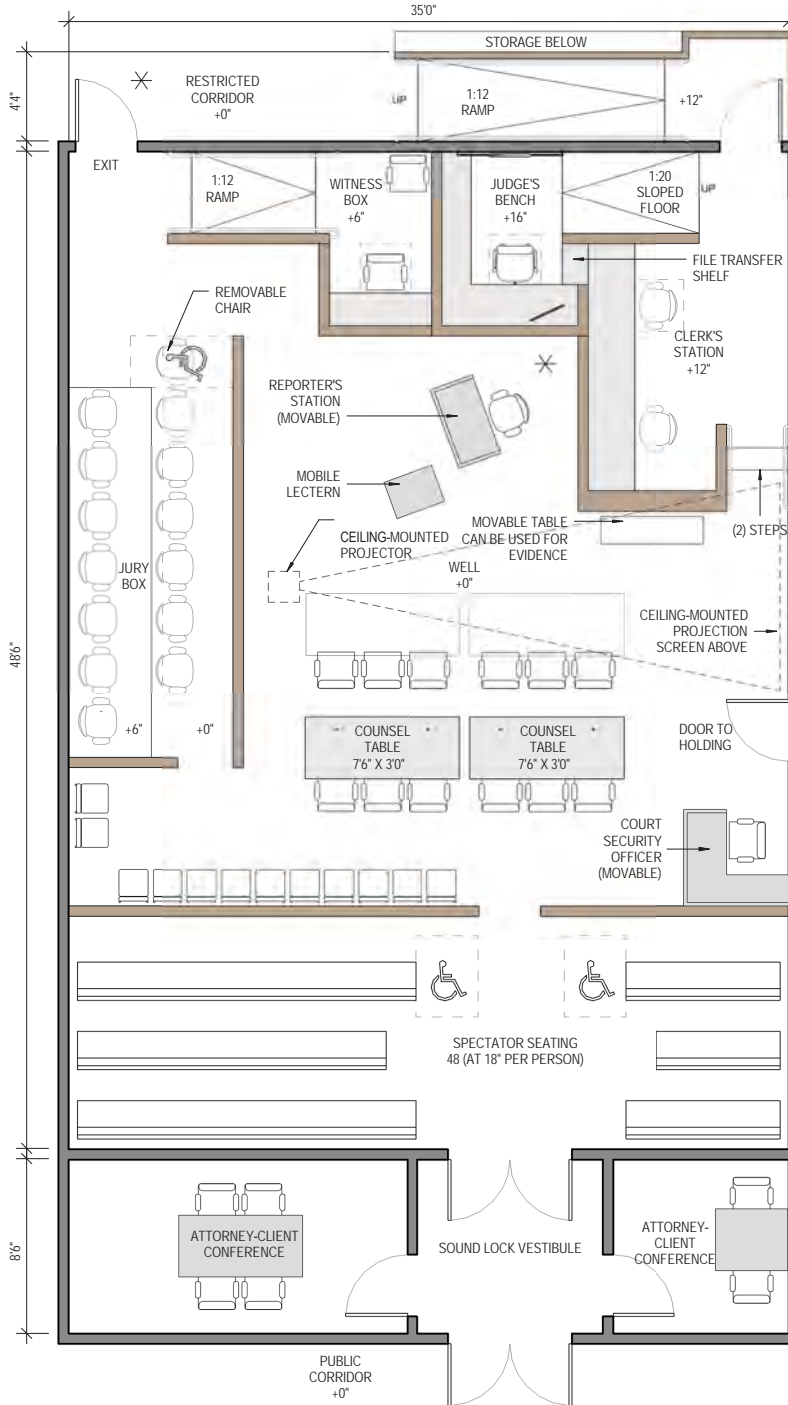 35'0"
STORAGE BELOW
4'4"
RESTRICTED
CORRIDOR
+0"
UP
1:12
RAMP
+12"
EXIT
1:12
RAMP
WITNESS
BOX
+6"
JUDGE'S
BENCH
+16"
1:20
SLOPED
FLOOR
UP
FILE TRANSFER
SHELF
REMOVABLE
CHAIR
CLERK'S
STATION
+12"
REPORTER'S
STATION
(MOVABLE)
MOBILE
LECTERN
CEILING-MOUNTED
PROJECTOR
MOVABLE TABLE
CAN BE USED FOR
EVIDENCE
(2) STEPS
WELL
+0"
JURY
BOX
CEILING-MOUNTED
PROJECTION
SCREEN ABOVE
48'6"
+6"
+0"
COUNSEL
TABLE
7'6" X 3'0"
COUNSEL
TABLE
7'6" X 3'0"
DOOR TO
HOLDING
COURT
SECURITY
OFFICER
(MOVABLE)
SPECTATOR SEATING
48 (AT 18" PER PERSON)
8'6"
ATTORNEY-CLIENT
CONFERENCE
SOUND LOCK VESTIBULE
ATTORNEY-
CLIENT
CONFERENCE
PUBLIC
CORRIDOR
+0"